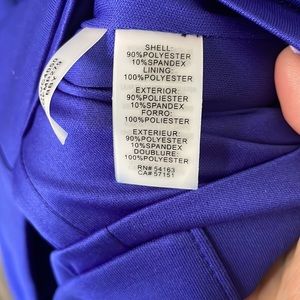 SHELL:
90%POLYESTER
10%SPANDEX
LINING:
100%POLYESTER
EXTERIOR:
90%POLIESTER
10%SPANDEX
FORRO:
100%POLIESTER
EXTERIEUR:
90%POLYESTER
10%SPANDEX
DOUBLURE:
100%POLYESTER
RN# 54163
CA# 57151